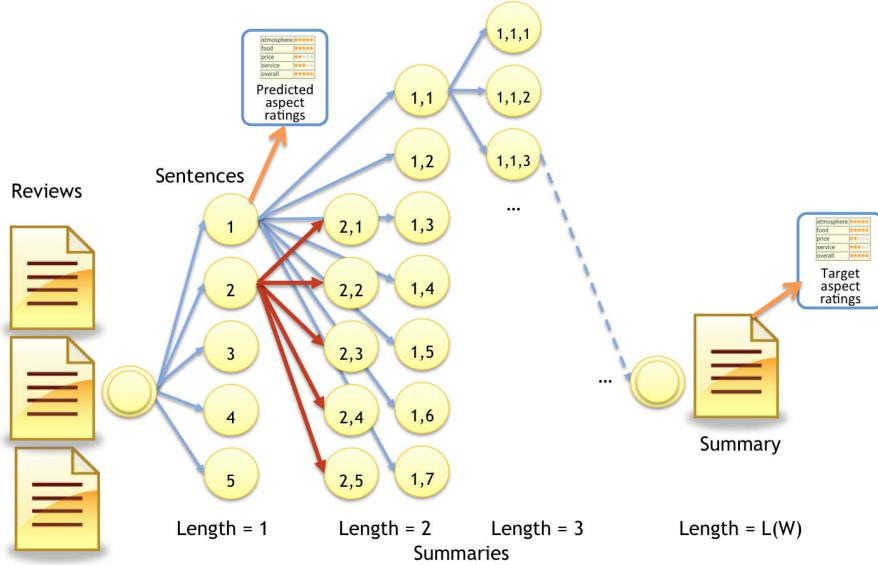 atmosphere
food
price
service
overall
Predicted
aspect
ratings
Reviews
Sentences
1
2
3
4
5
2,1
2,2
2,3
2,4
2,5
1,1
1,2
1,3
1,4
1,5
1,6
1,7
1,1,1
1,1,2
1,1,3
...
...
atmosphere
food
price
service
overall
Target
aspect
ratings
Summary
Length = 1
Length = 2
Length = 3
Length = L(W)
Summaries